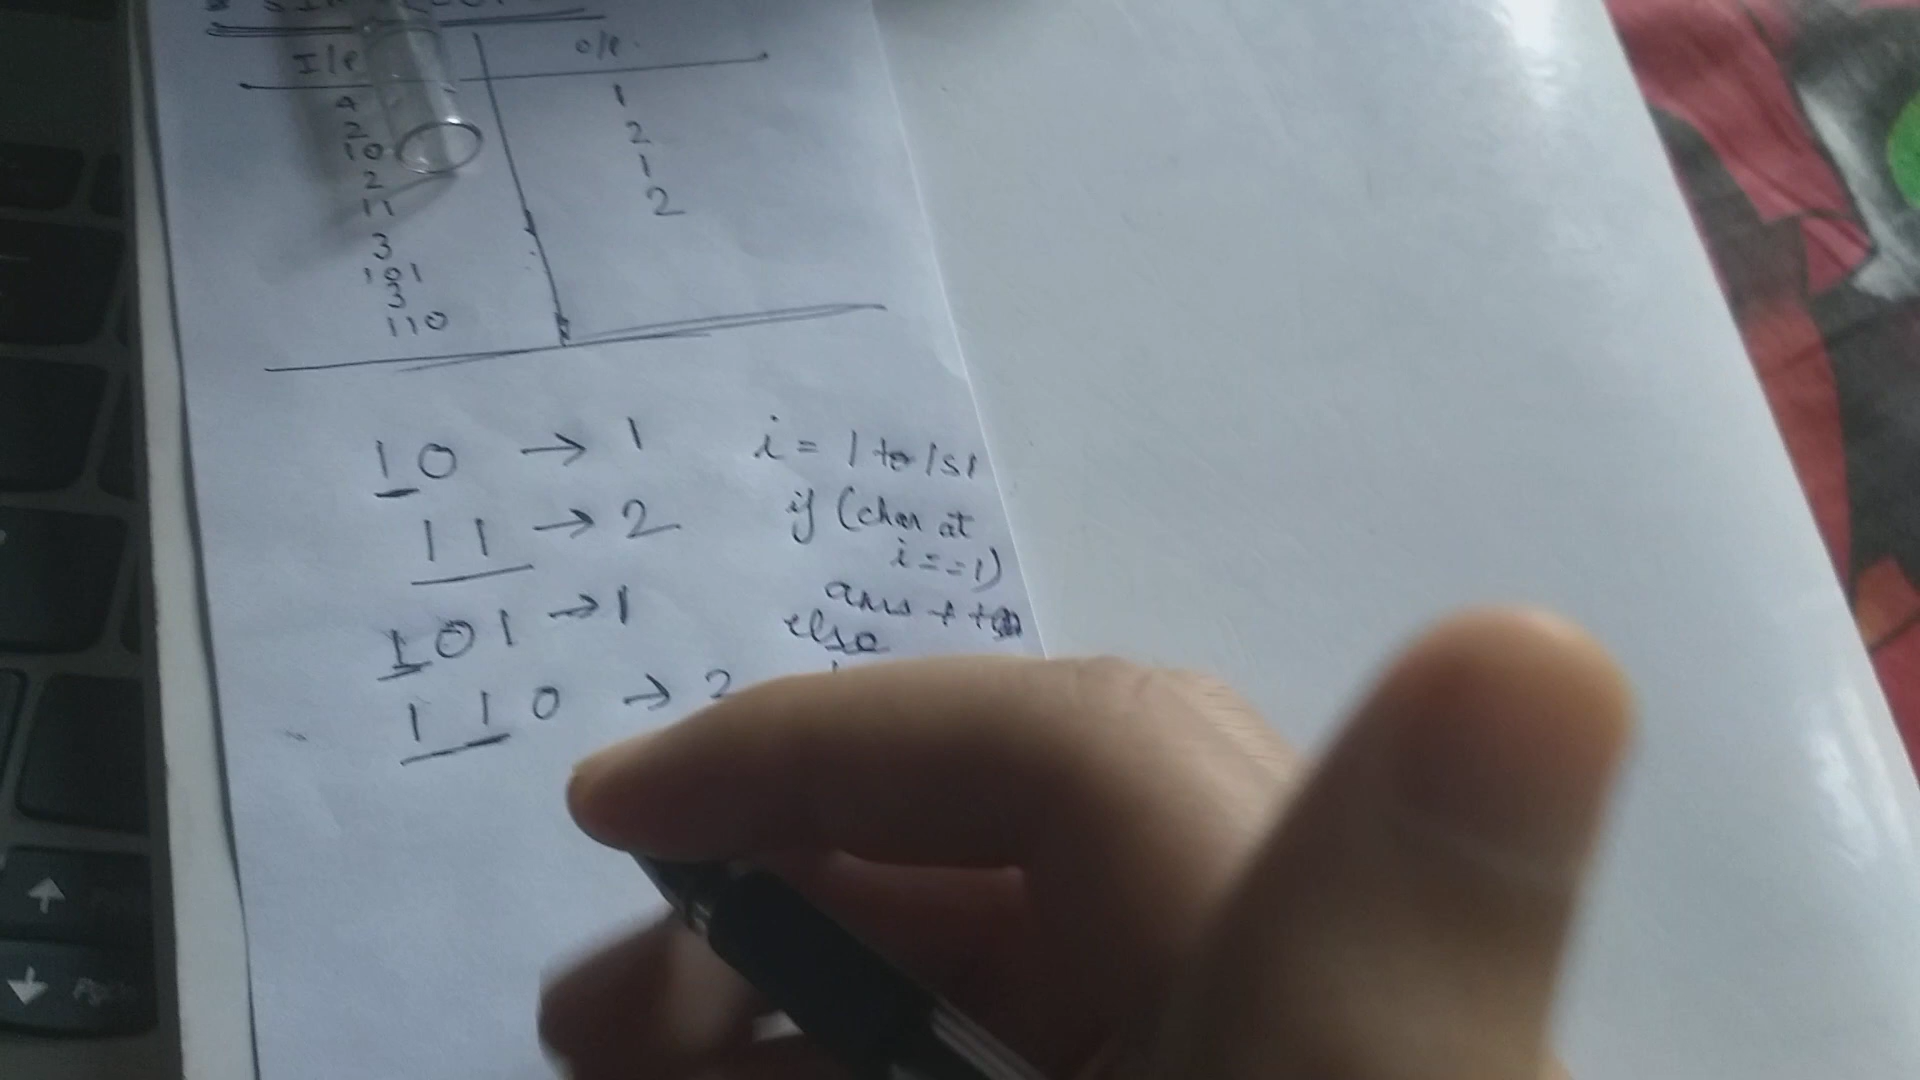 I/P O/P.
4 1
2 2
10 1
2 2
11
3
101
3
110
10 → 1
11 → 2
101 → 1
110 → 2
i = 1 to |s|
if (char at
i == 1)
ans ++
else